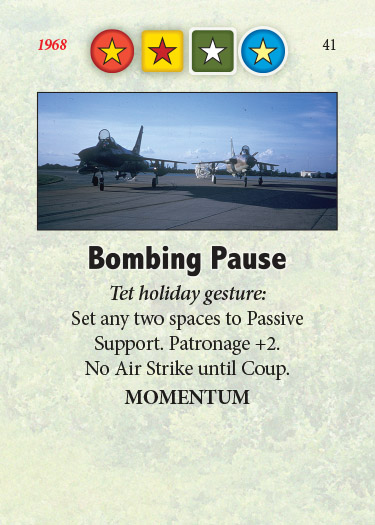 1968 41
Bombing Pause
Tet holiday gesture:
Set any two spaces to Passive
Support. Patronage +2.
No Air Strike until Coup.
MOMENTUM